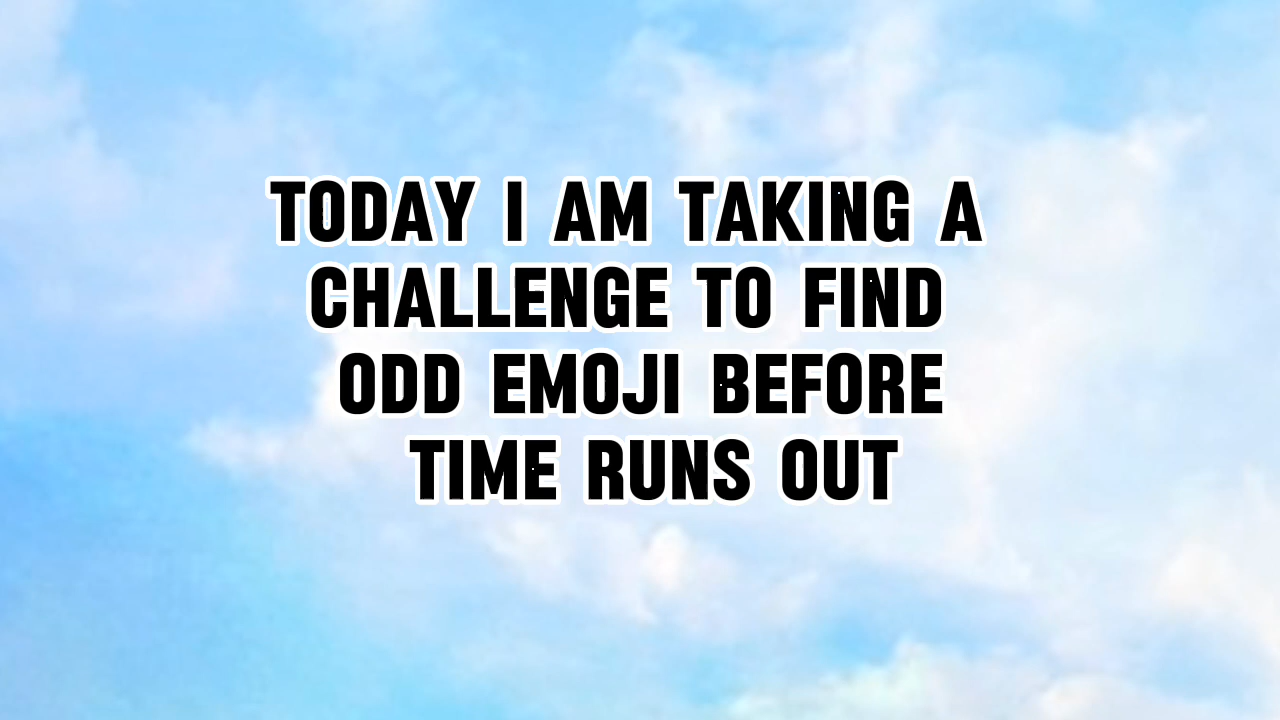 TODAY I AM TAKING A
CHALLENGE TO FIND
ODD EMOJI BEFORE
TIME RUNS OUT